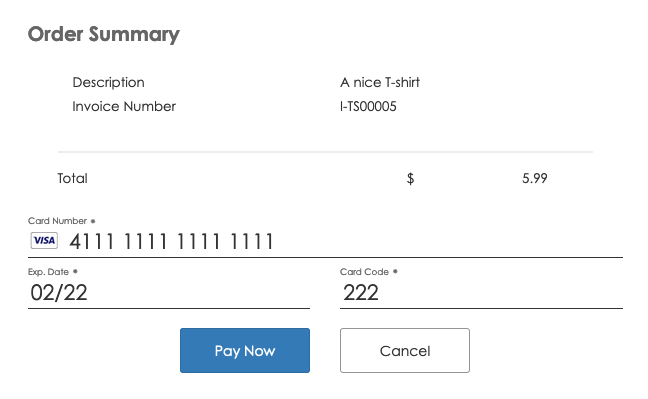 Order Summary
Description A nice T-shirt
Invoice Number I-TS00005
Total $ 5.99
Card Number *
VISA 4111 1111 1111 1111
Exp. Date * Card Code *
02/22 222
Pay Now Cancel